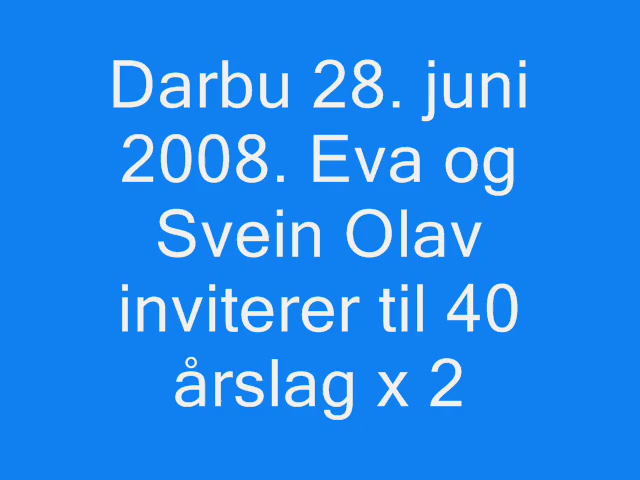 Darbu 28. juni
2008. Eva og
Svein Olav
inviterer til 40
årslag x 2